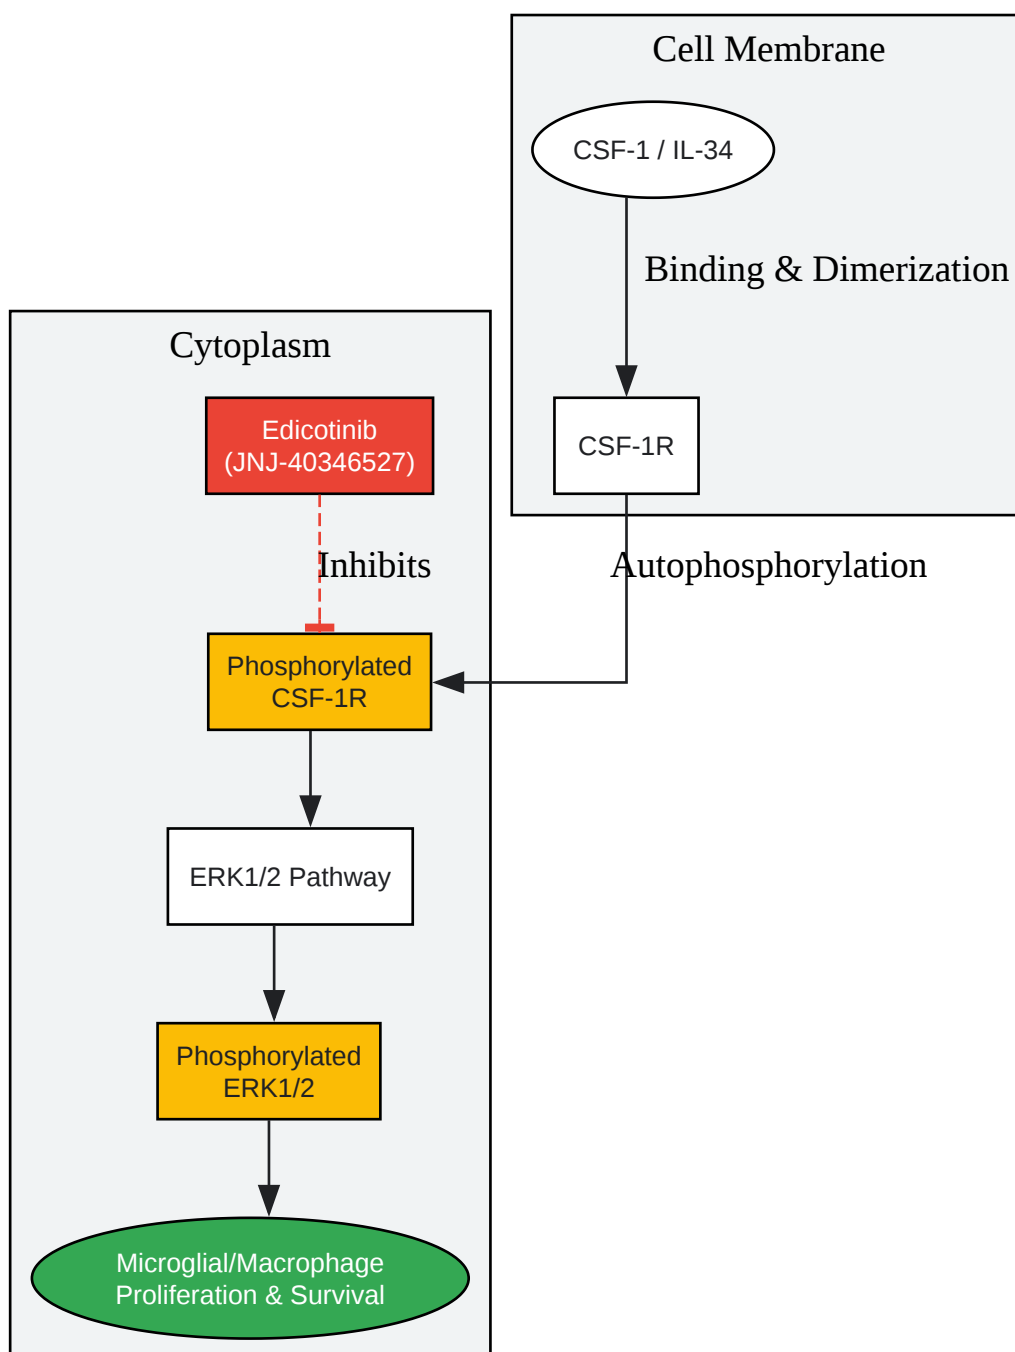 Cell Membrane
CSF-1 / IL-34
Binding & Dimerization
CSF-1R
Autophosphorylation
Cytoplasm
Edicotinib
(JNJ-40346527)
Inhibits
Phosphorylated
CSF-1R
ERK1/2 Pathway
Phosphorylated
ERK1/2
Microglial/Macrophage
Proliferation & Survival